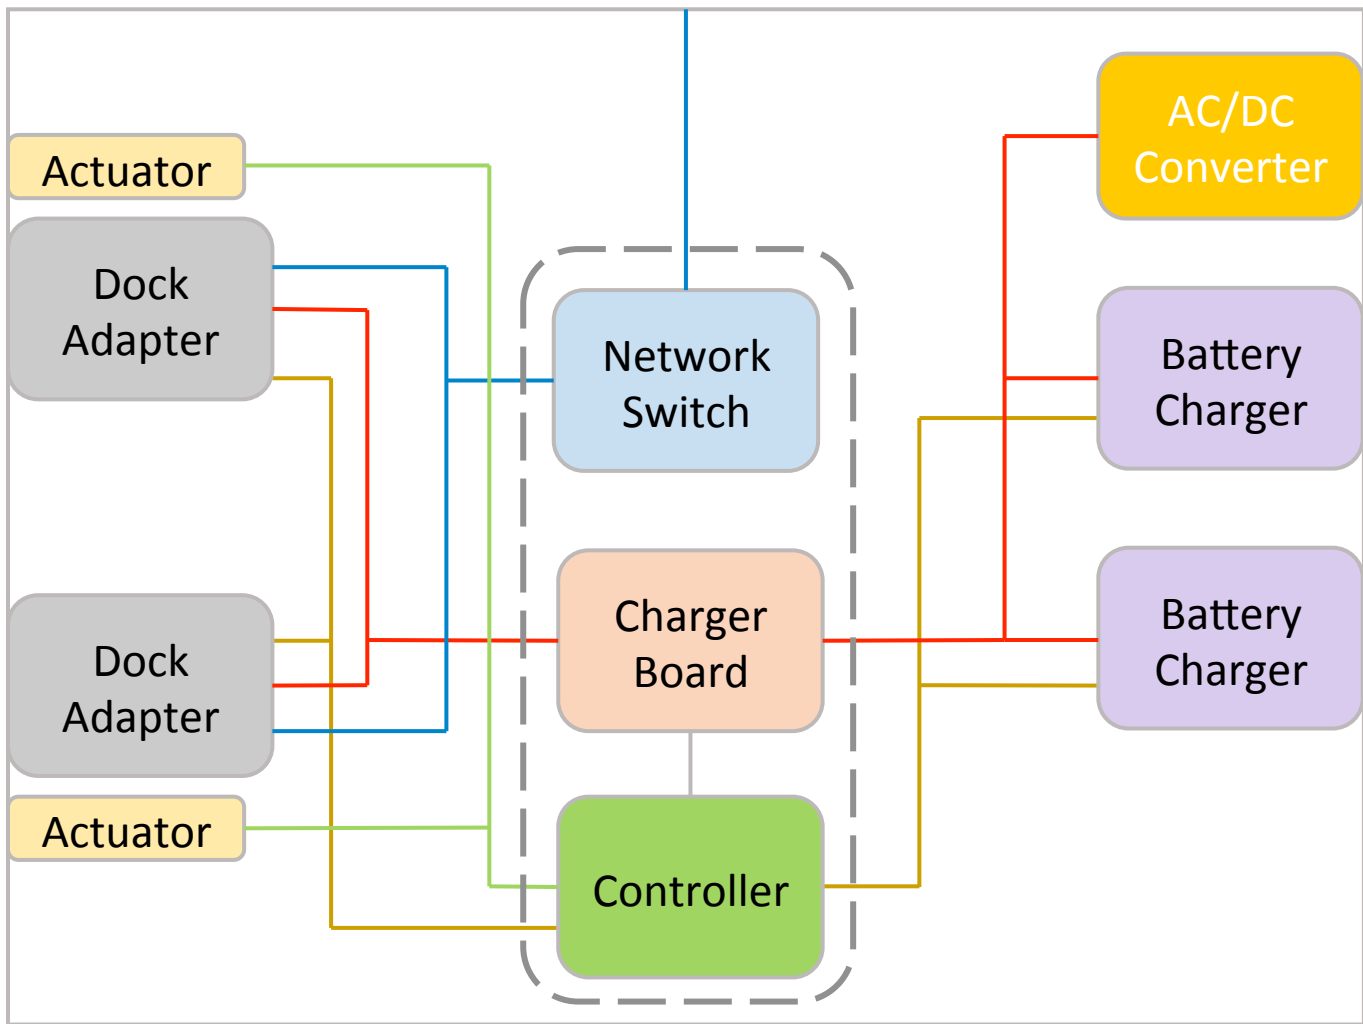 AC/DC
Converter
Actuator
Dock
Adapter
Network
Switch
Battery
Charger
Charger
Board
Battery
Charger
Dock
Adapter
Actuator
Controller